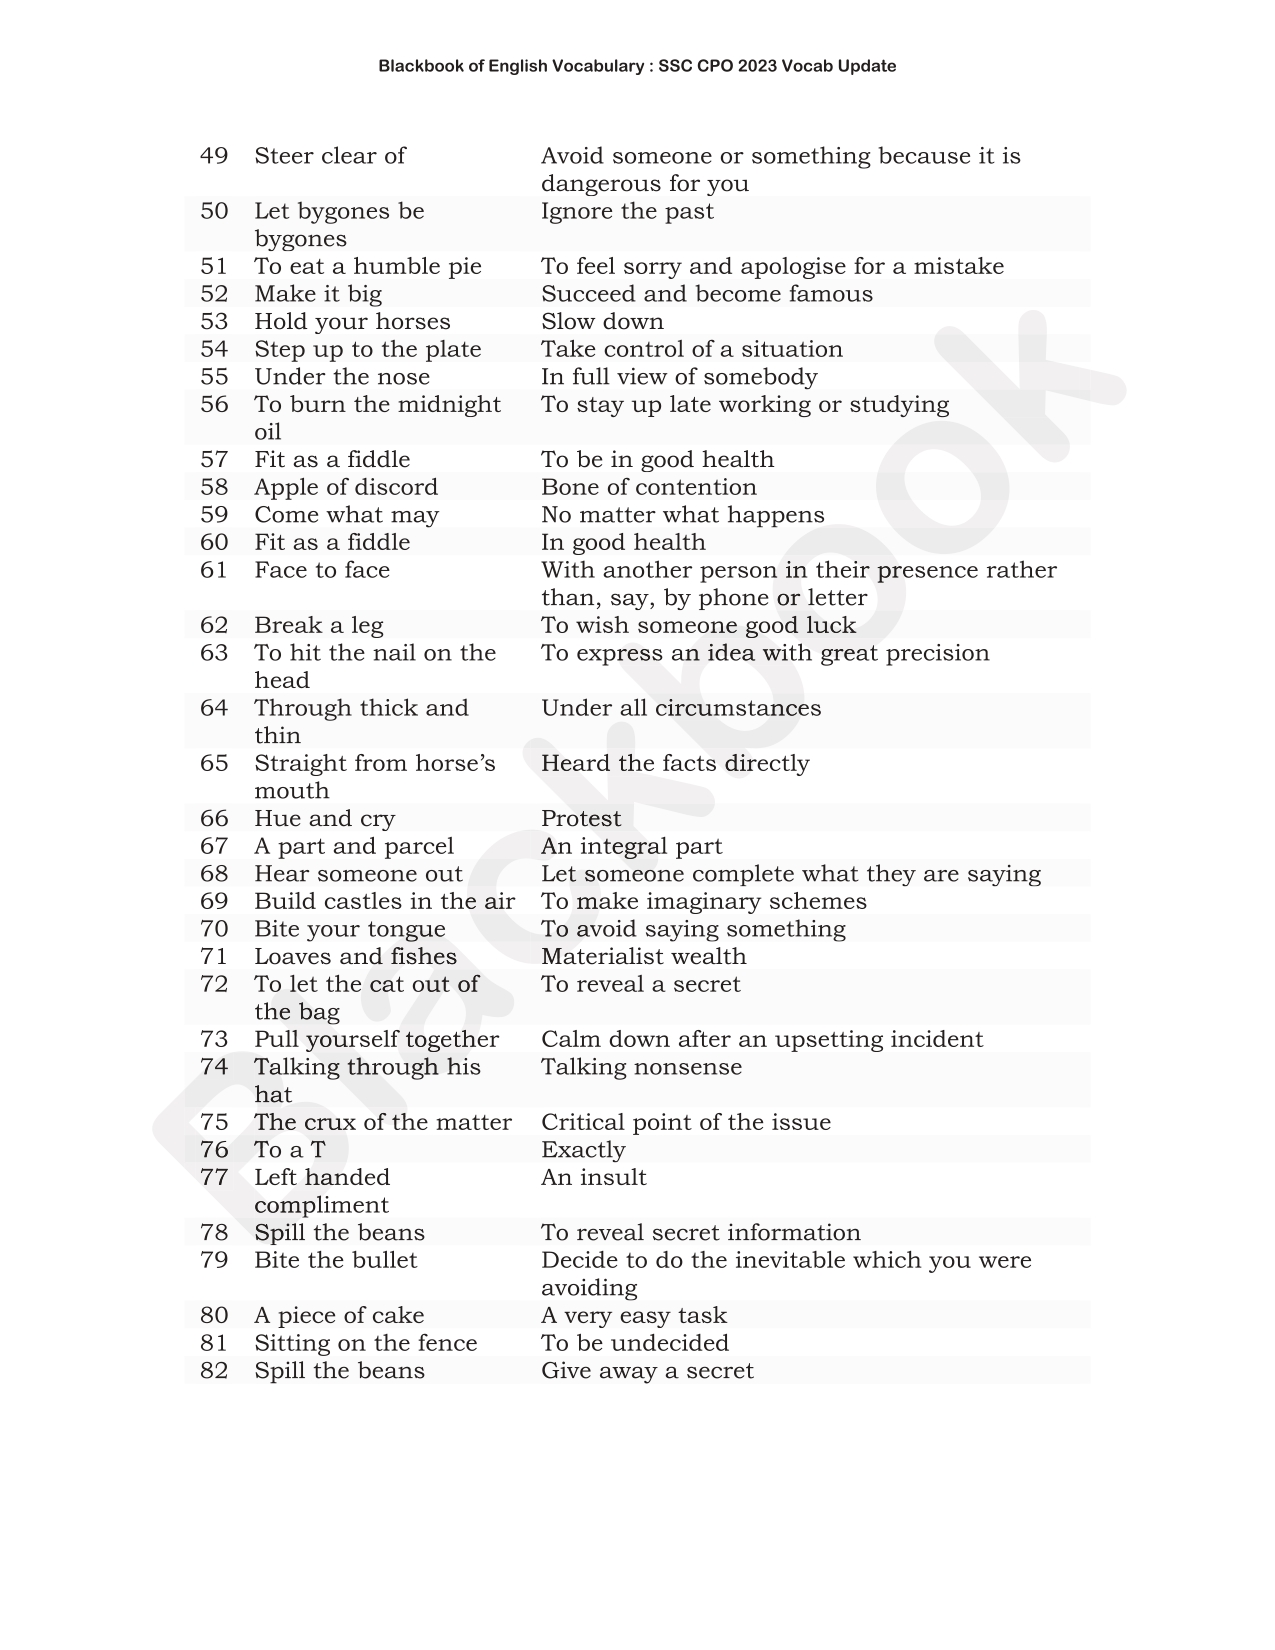 Blackbook of English Vocabulary : SSC CPO 2023 Vocab Update
49 Steer clear of Avoid someone or something because it is
dangerous for you
50 Let bygones be Ignore the past
bygones
51 To eat a humble pie To feel sorry and apologise for a mistake
52 Make it big Succeed and become famous
53 Hold your horses Slow down
54 Step up to the plate Take control of a situation
55 Under the nose In full view of somebody
56 To burn the midnight To stay up late working or studying
oil
57 Fit as a fiddle To be in good health
58 Apple of discord Bone of contention
59 Come what may No matter what happens
60 Fit as a fiddle In good health
61 Face to face With another person in their presence rather
than, say, by phone or letter
62 Break a leg To wish someone good luck
63 To hit the nail on the To express an idea with great precision
head
64 Through thick and Under all circumstances
thin
65 Straight from horse’s Heard the facts directly
mouth
66 Hue and cry Protest
67 A part and parcel An integral part
68 Hear someone out Let someone complete what they are saying
69 Build castles in the air To make imaginary schemes
70 Bite your tongue To avoid saying something
71 Loaves and fishes Materialist wealth
72 To let the cat out of To reveal a secret
the bag
73 Pull yourself together Calm down after an upsetting incident
74 Talking through his Talking nonsense
hat
75 The crux of the matter Critical point of the issue
76 To a T Exactly
77 Left handed An insult
compliment
78 Spill the beans To reveal secret information
79 Bite the bullet Decide to do the inevitable which you were
avoiding
80 A piece of cake A very easy task
81 Sitting on the fence To be undecided
82 Spill the beans Give away a secret
Blackbook